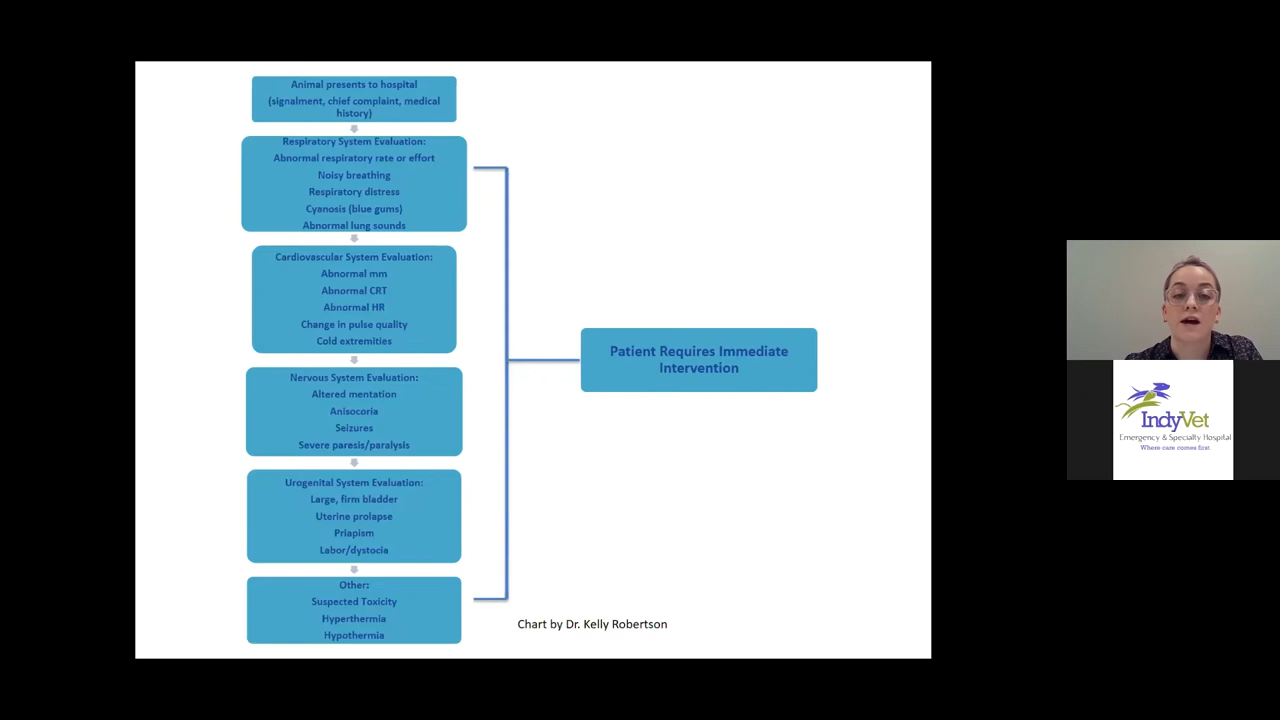 Animal presents to hospital
(signalment, chief complaint, medical
history)
Respiratory System Evaluation:
Abnormal respiratory rate or effort
Noisy breathing
Respiratory distress
Cyanosis (blue gums)
Abnormal lung sounds
Cardiovascular System Evaluation:
Abnormal mm
Abnormal CRT
Abnormal HR
Change in pulse quality
Cold extremities
Nervous System Evaluation:
Altered mentation
Anisocoria
Seizures
Severe paresis/paralysis
Urogenital System Evaluation:
Large, firm bladder
Uterine prolapse
Priapism
Labor/dystocia
Other:
Suspected Toxicity
Hyperthermia
Hypothermia
Patient Requires Immediate
Intervention
Chart by Dr. Kelly Robertson
IndyVet
Emergency & Specialty Hospital
Where care comes first.